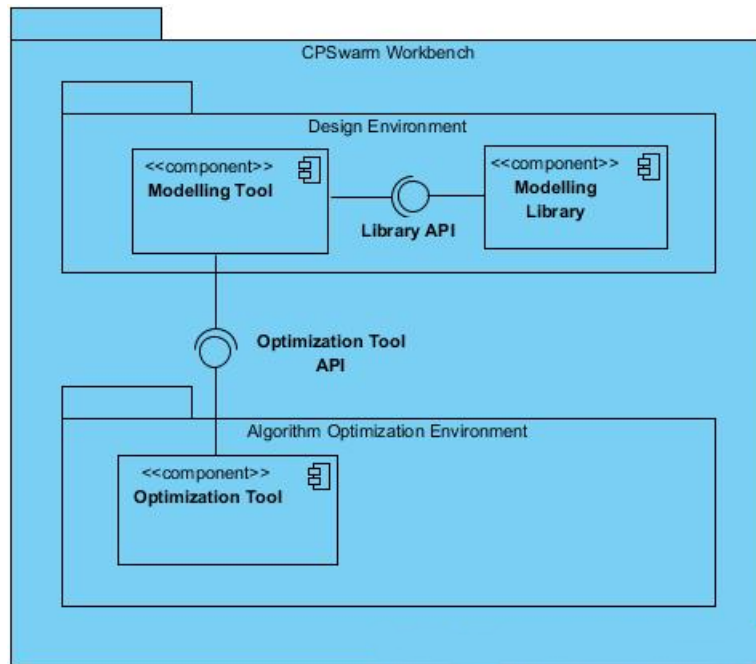 CPSwarm Workbench
Design Environment
<<component>>
Modelling Tool
<<component>>
Modelling
Library
Library API
Optimization Tool
API
Algorithm Optimization Environment
<<component>>
Optimization Tool